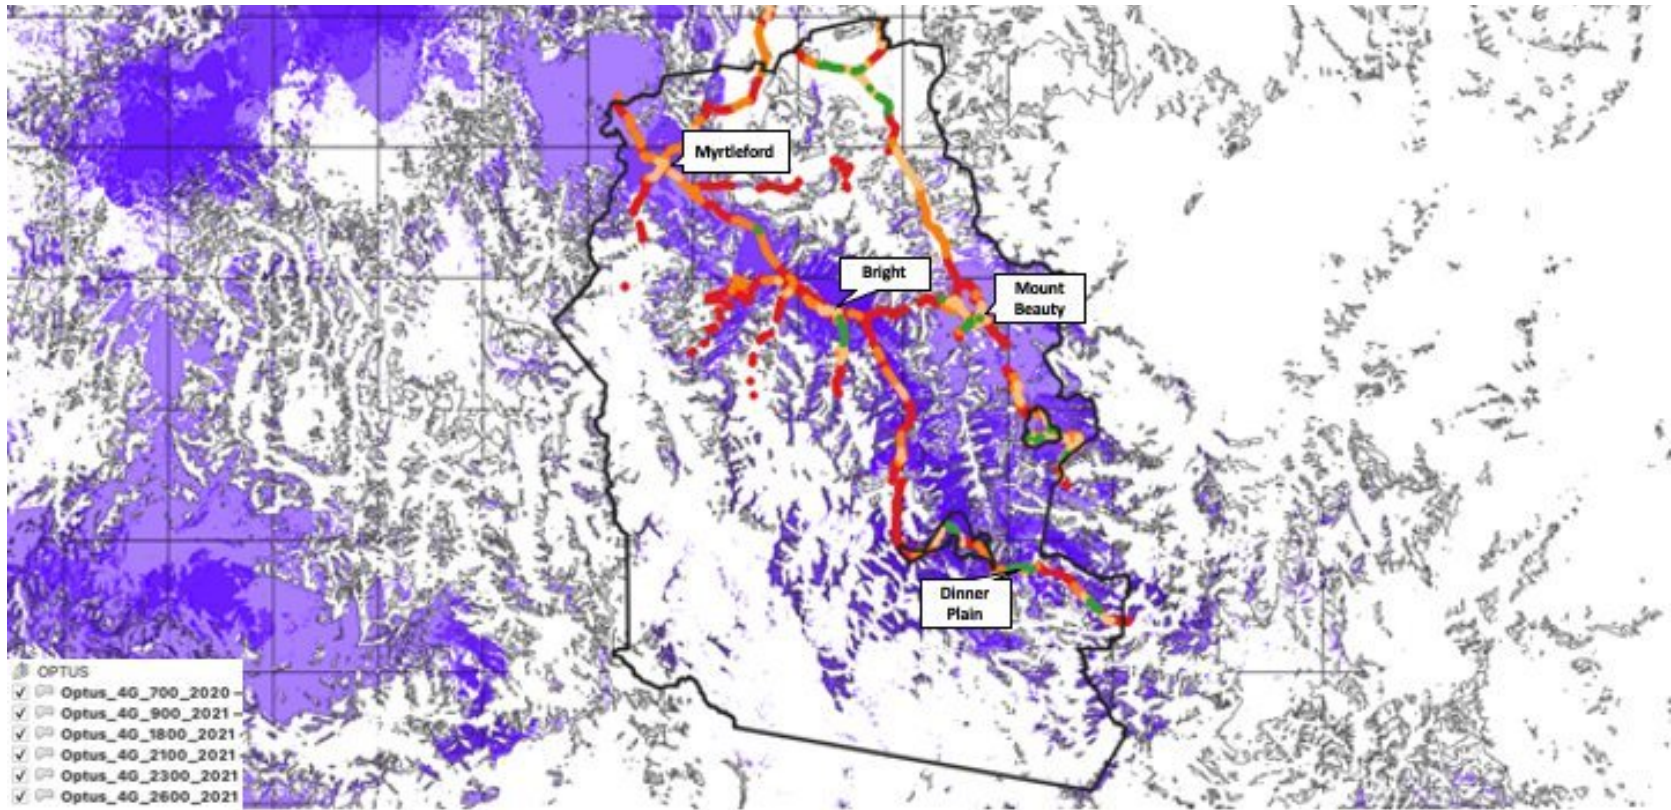 Myrtleford
Bright
Mount
Beauty
Dinner
Plain
OPTUS
Optus_4G_700_2020
Optus_4G_900_2021
Optus_4G_1800_2021
Optus_4G_2100_2021
Optus_4G_2300_2021
Optus_4G_2600_2021